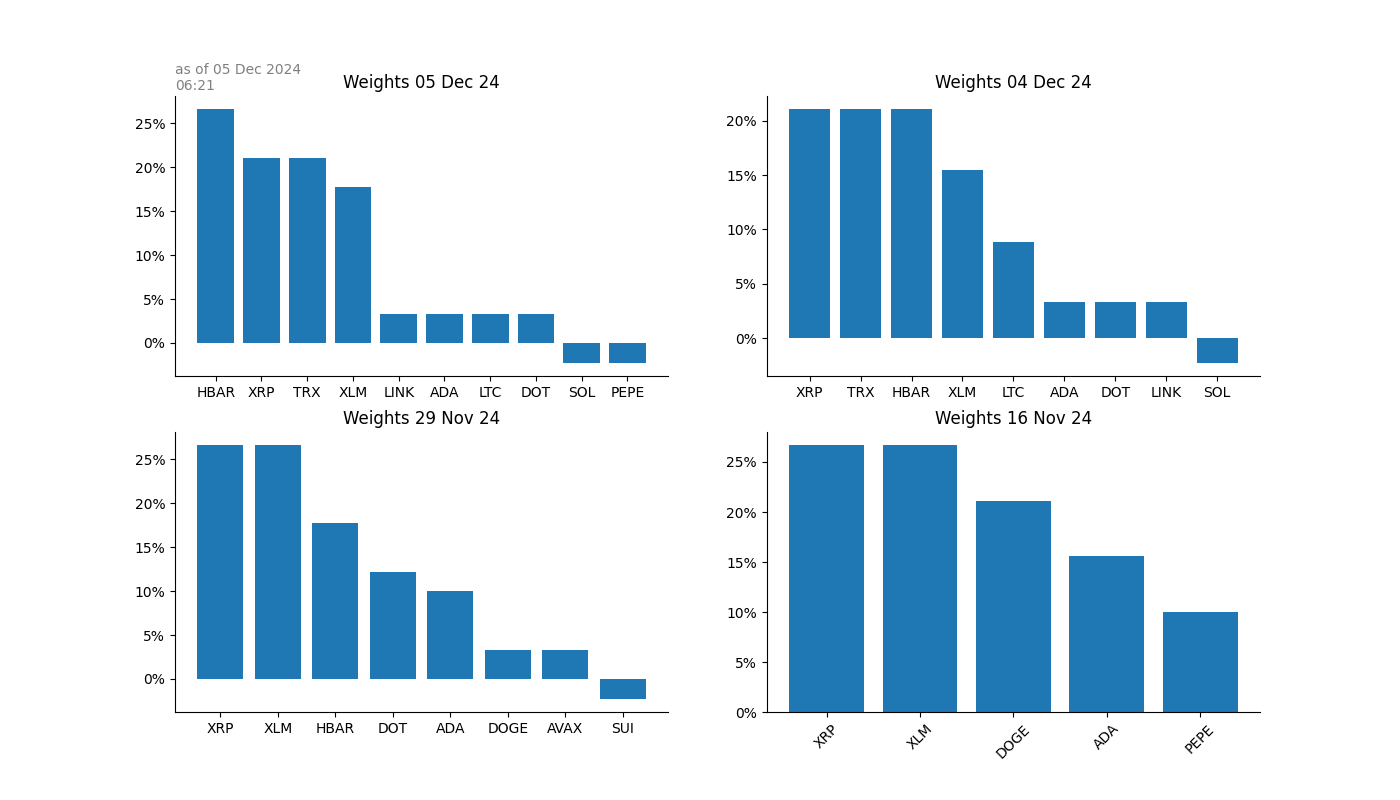 as of 05 Dec 2024
06:21
Weights 05 Dec 24
25%
20%
15%
10%
5%
0%
HBAR XRP TRX XLM LINK ADA LTC DOT SOL PEPE
Weights 04 Dec 24
20%
15%
10%
5%
0%
XRP TRX HBAR XLM LTC ADA DOT LINK SOL
Weights 29 Nov 24
25%
20%
15%
10%
5%
0%
XRP XLM HBAR DOT ADA DOGE AVAX SUI
Weights 16 Nov 24
25%
20%
15%
10%
5%
0%
XRP XLM DOGE ADA PEPE